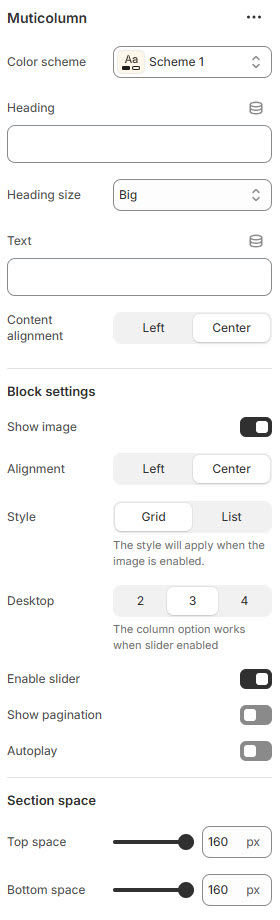 Muticolumn
Color scheme Aa Scheme 1
Heading
Heading size Big
Text
Content
alignment Left Center
Block settings
Show image
Alignment Left Center
Style Grid List
The style will apply when the
image is enabled.
Desktop 2 3 4
The column option works
when slider enabled
Enable slider
Show pagination
Autoplay
Section space
Top space 160 px
Bottom space 160 px